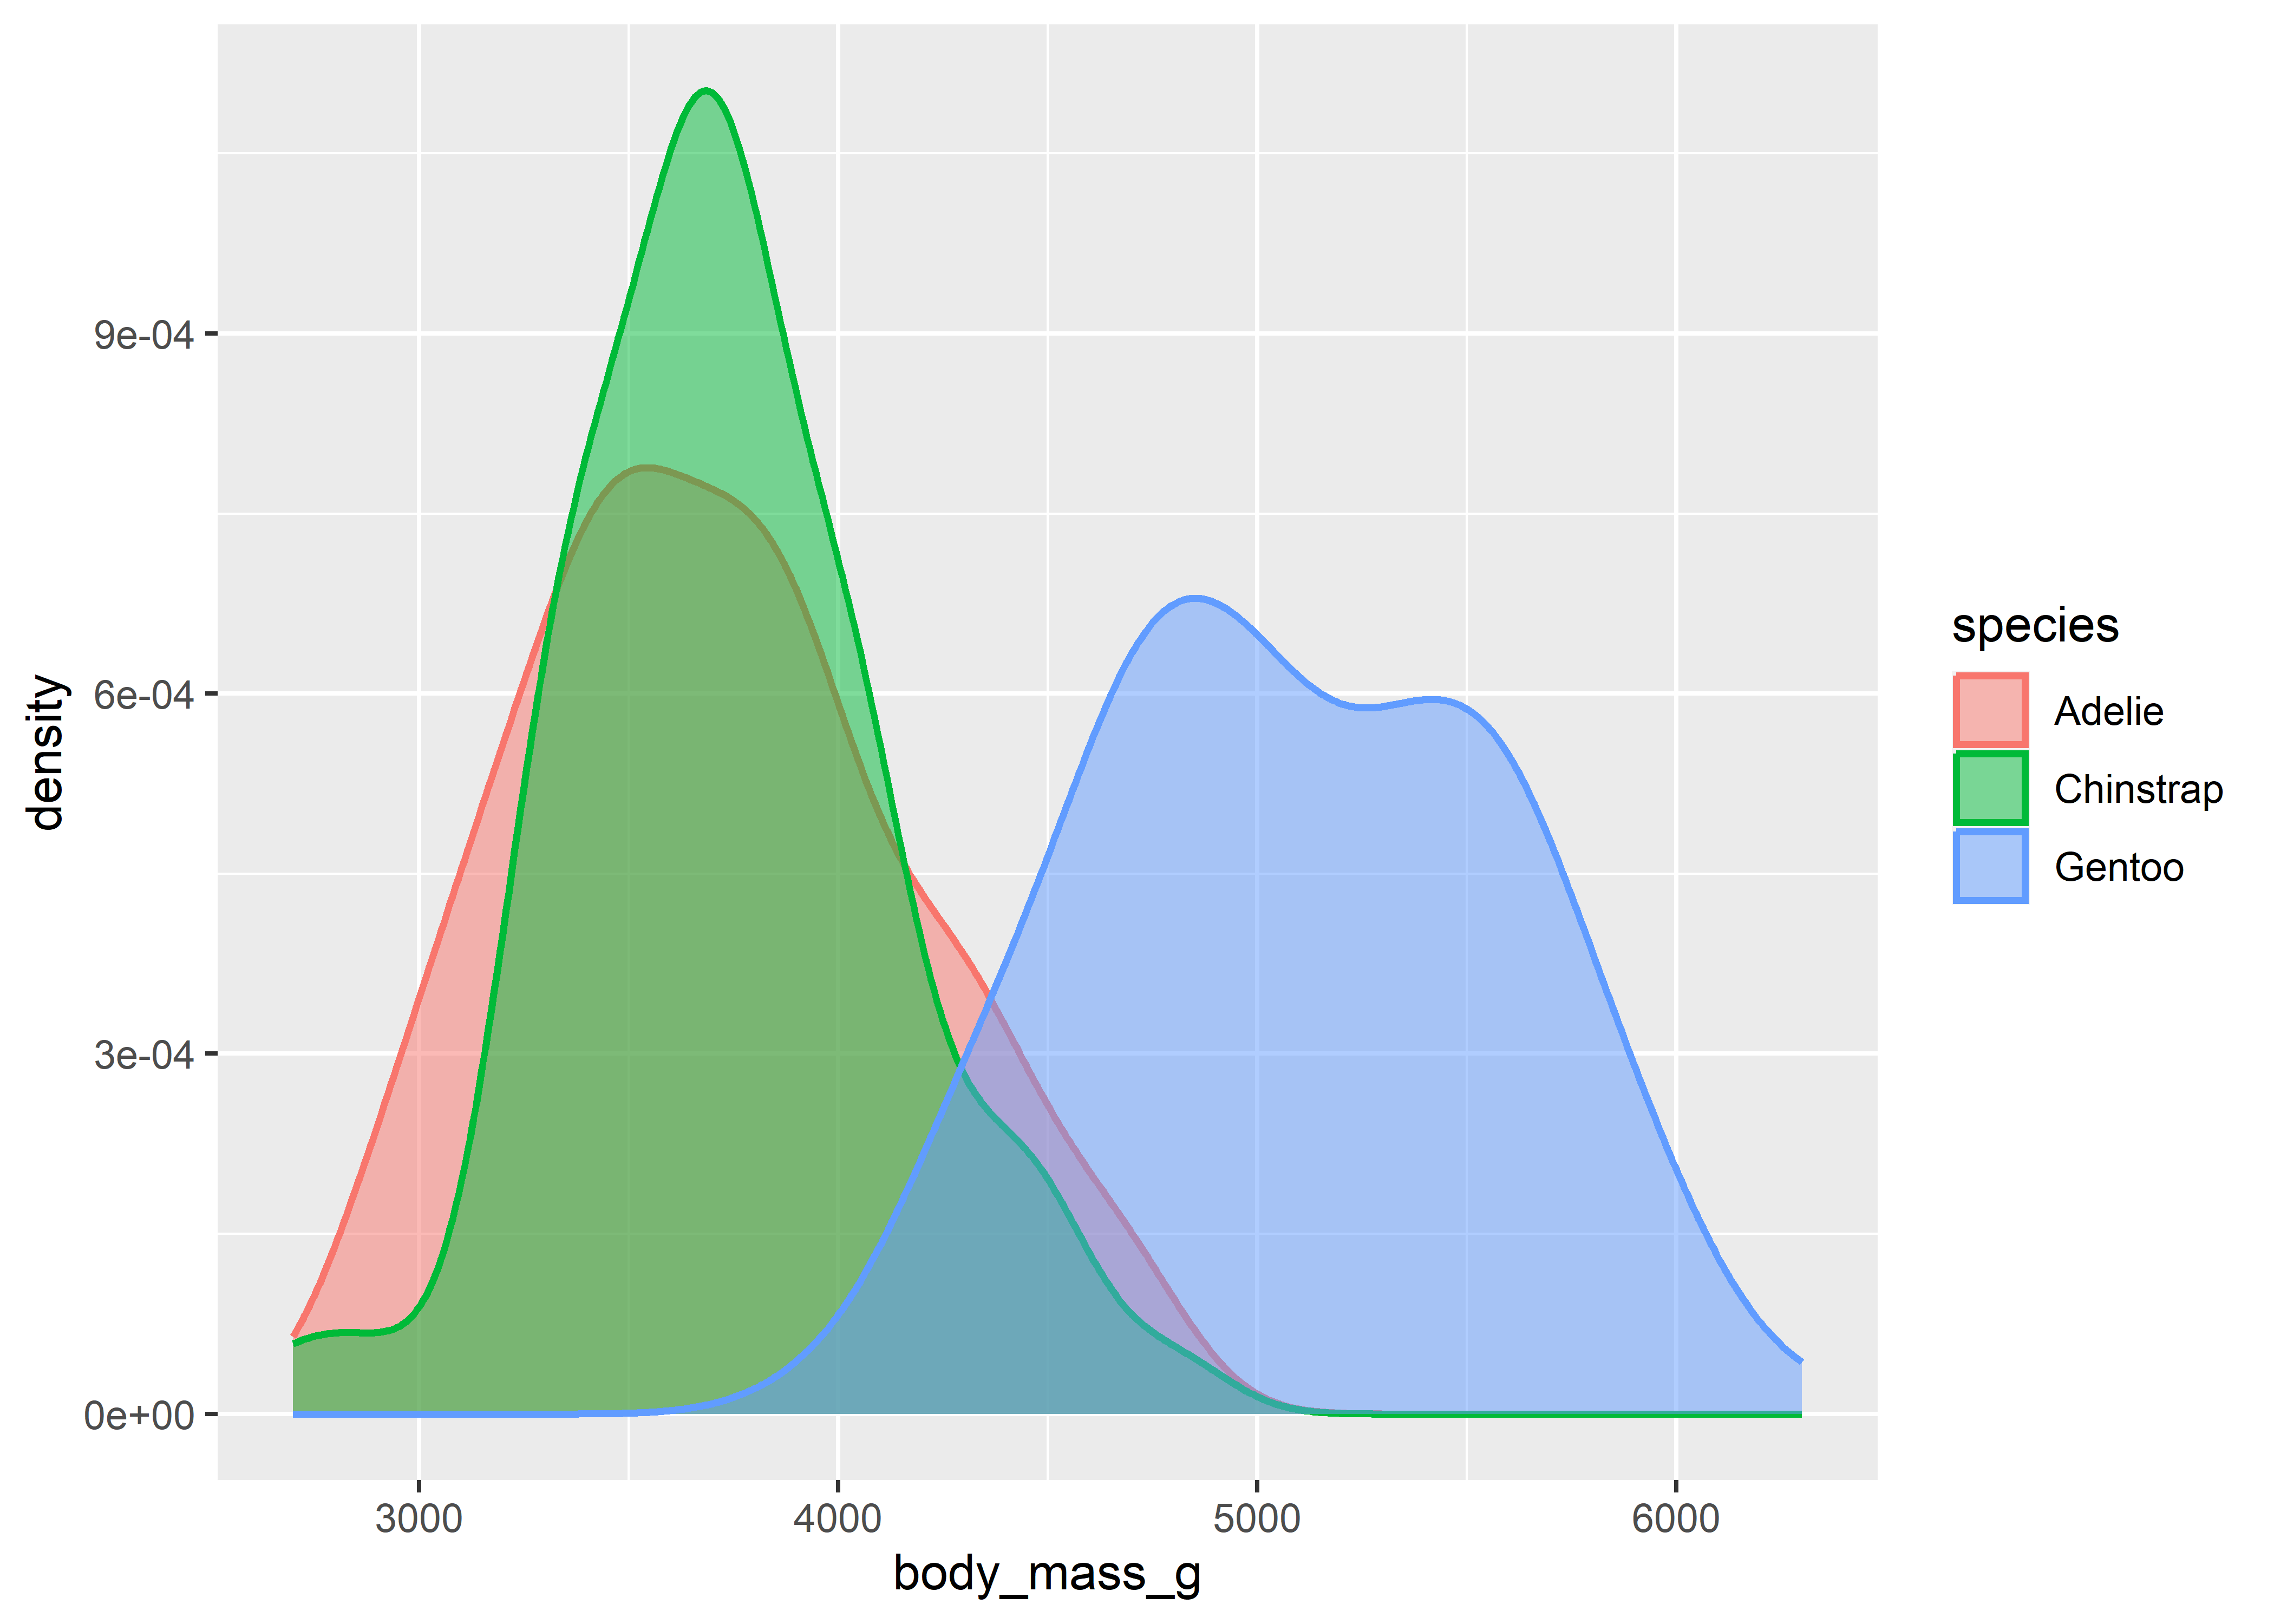 density
9e-04
6e-04
3e-04
0e+00
3000 4000 5000 6000
body_mass_g
species
Adelie
Chinstrap
Gentoo